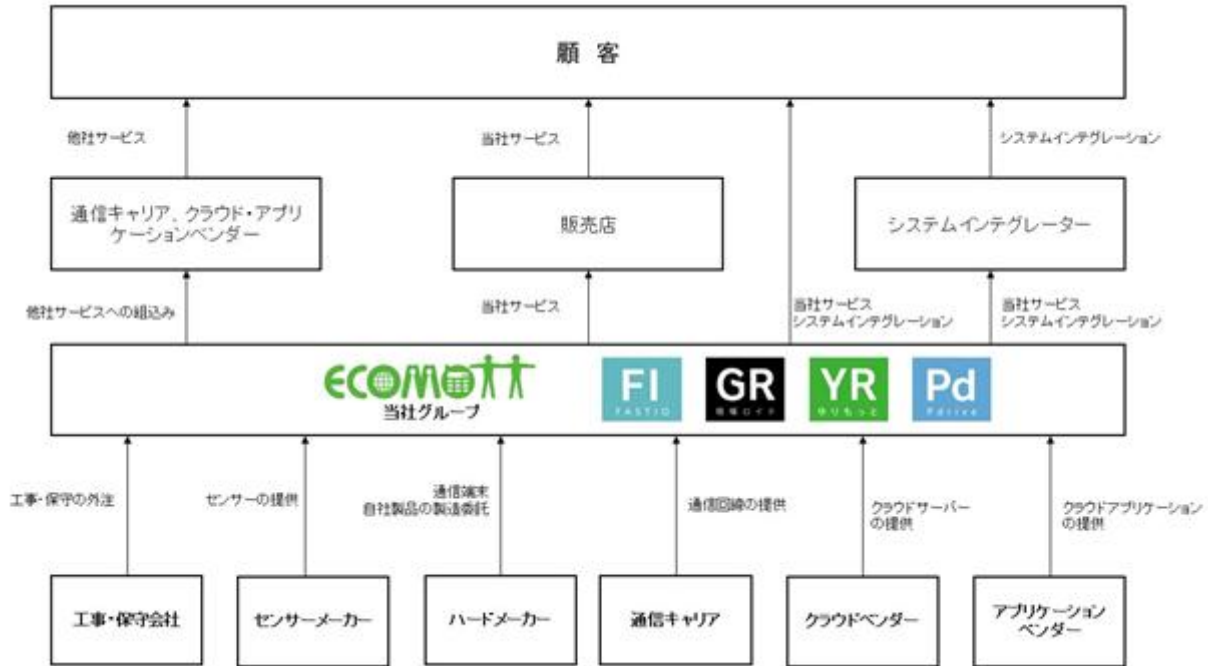 顧 客
他社サービス
当社サービス
システムインテグレーション
通信キャリア、クラウド・アプリ
ケーションベンダー
販売店
システムインテグレーター
他社サービスへの組込み
当社サービス
当社サービス
システムインテグレーション
当社サービス
システムインテグレーション
ECOMOTT
当社グループ
FI
FASTIO
GR
現場ロイド
YR
ゆりもっと
Pd
Pdrive
工事・保守の外注
センサーの提供
通信端末
自社製品の製造委託
通信回線の提供
クラウドサーバー
の提供
クラウドアプリケーション
の提供
工事・保守会社
センサーメーカー
ハードメーカー
通信キャリア
クラウドベンダー
アプリケーション
ベンダー